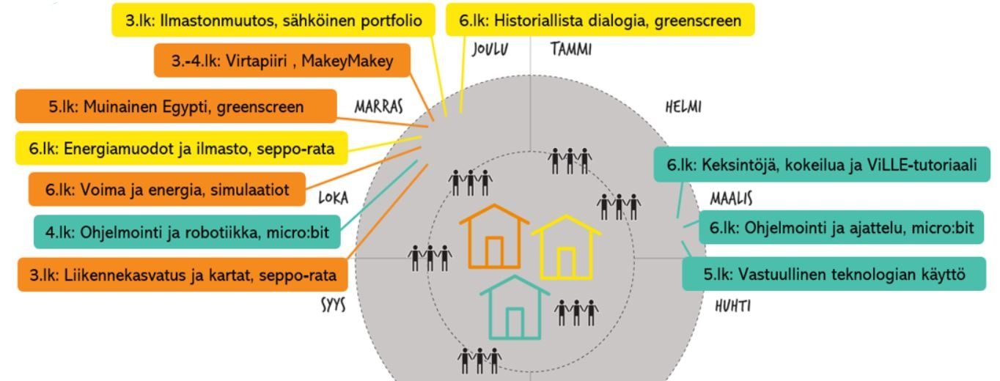 3.lk: Ilmastonmuutos, sähköinen portfolio
6.lk: Historiallista dialogia, greenscreen
JOULU
TAMMI
3.-4.lk: Virtapiiri , MakeyMakey
5.lk: Muinainen Egypti, greenscreen
MARRAS
HELMI
6.lk: Energiamuodot ja ilmasto, seppo-rata
6.lk: Keksintöjä, kokeilua ja ViLLE-tutoriaali
6.lk: Voima ja energia, simulaatiot
LOKA
MAALIS
4.lk: Ohjelmointi ja robotiikka, micro:bit
6.lk: Ohjelmointi ja ajattelu, micro:bit
3.lk: Liikennekasvatus ja kartat, seppo-rata
5.lk: Vastuullinen teknologian käyttö
SYYS
HUHTI